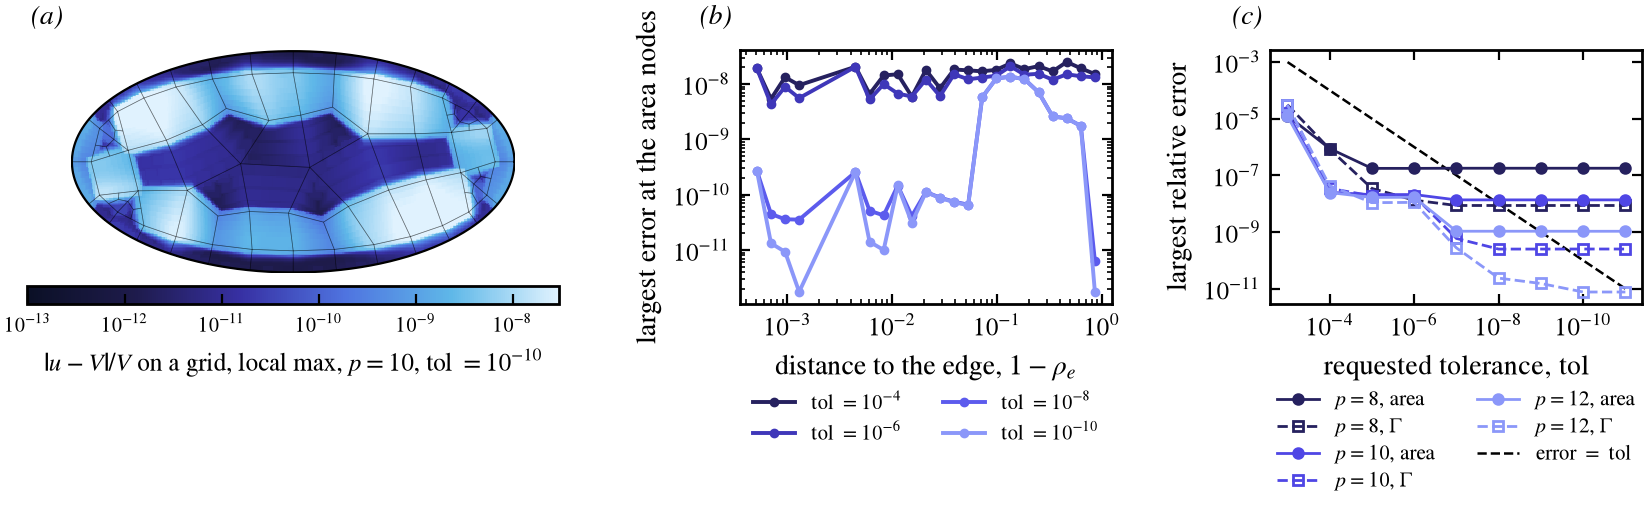 (a)
10⁻¹³ 10⁻¹² 10⁻¹¹ 10⁻¹⁰ 10⁻⁹ 10⁻⁸
|u − V|/V on a grid, local max, p = 10, tol = 10⁻¹⁰
(b)
largest error at the area nodes
10⁻⁸
10⁻⁹
10⁻¹⁰
10⁻¹¹
10⁻³ 10⁻² 10⁻¹ 10⁰
distance to the edge, 1 − ρₑ
tol = 10⁻⁴
tol = 10⁻⁶
tol = 10⁻⁸
tol = 10⁻¹⁰
(c)
largest relative error
10⁻³
10⁻⁵
10⁻⁷
10⁻⁹
10⁻¹¹
10⁻⁴ 10⁻⁶ 10⁻⁸ 10⁻¹⁰
requested tolerance, tol
p = 8, area
p = 8, Γ
p = 10, area
p = 10, Γ
p = 12, area
p = 12, Γ
error = tol